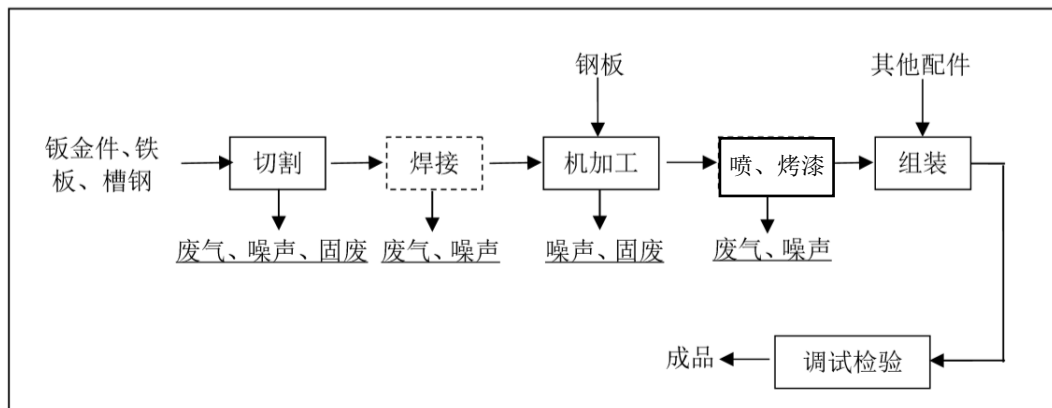 钢板
其他配件
钣金件、铁
板、槽钢
切割
焊接
机加工
喷、烤漆
组装
废气、噪声、固废
废气、噪声
噪声、固废
废气、噪声
成品
调试检验